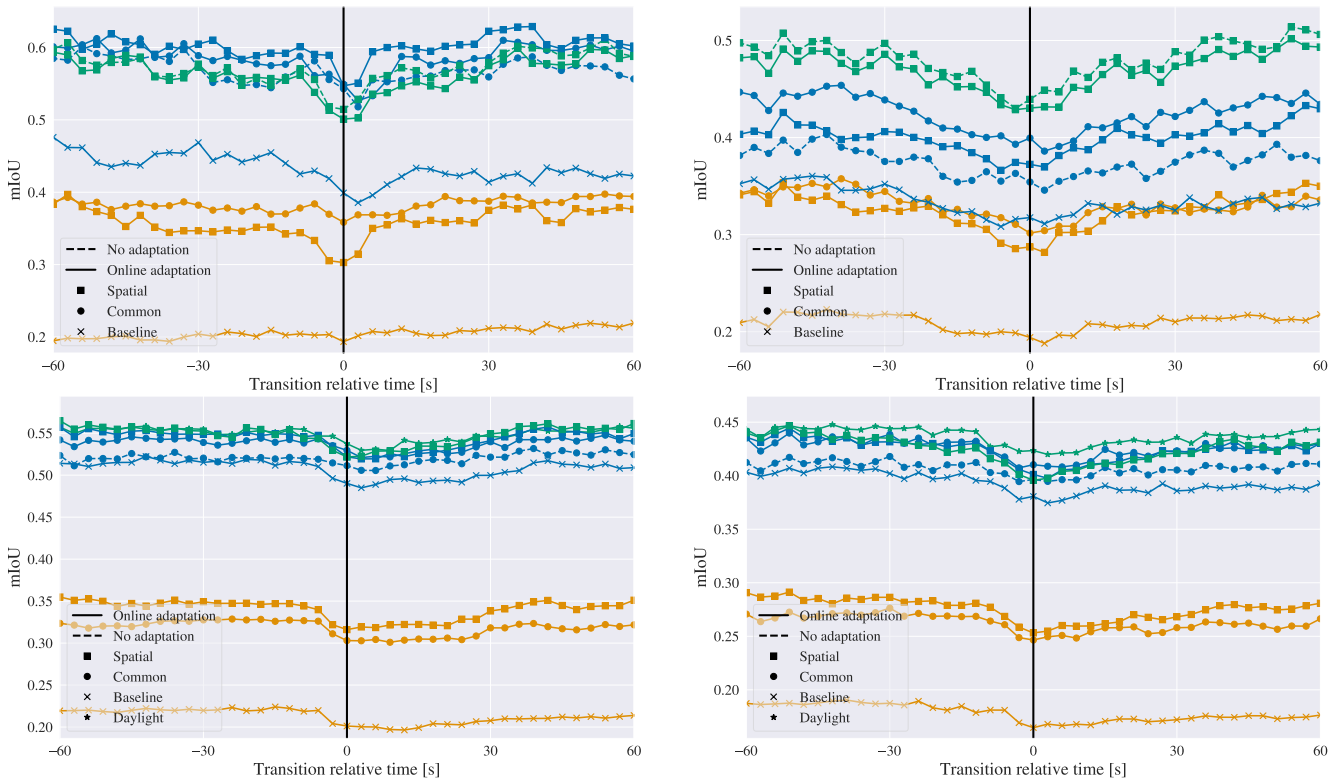 0.6
0.5
0.4
0.3
0.2
mIoU
No adaptation
Online adaptation
Spatial
Common
Baseline
−60
−30
0
30
60
Transition relative time [s]
0.5
0.4
0.3
0.2
mIoU
No adaptation
Online adaptation
Spatial
Common
Baseline
−60
−30
0
30
60
Transition relative time [s]
0.55
0.50
0.45
0.40
0.35
0.30
0.25
0.20
mIoU
Online adaptation
No adaptation
Spatial
Common
Baseline
Daylight
−60
−30
0
30
60
Transition relative time [s]
0.45
0.40
0.35
0.30
0.25
0.20
mIoU
Online adaptation
No adaptation
Spatial
Common
Baseline
Daylight
−60
−30
0
30
60
Transition relative time [s]